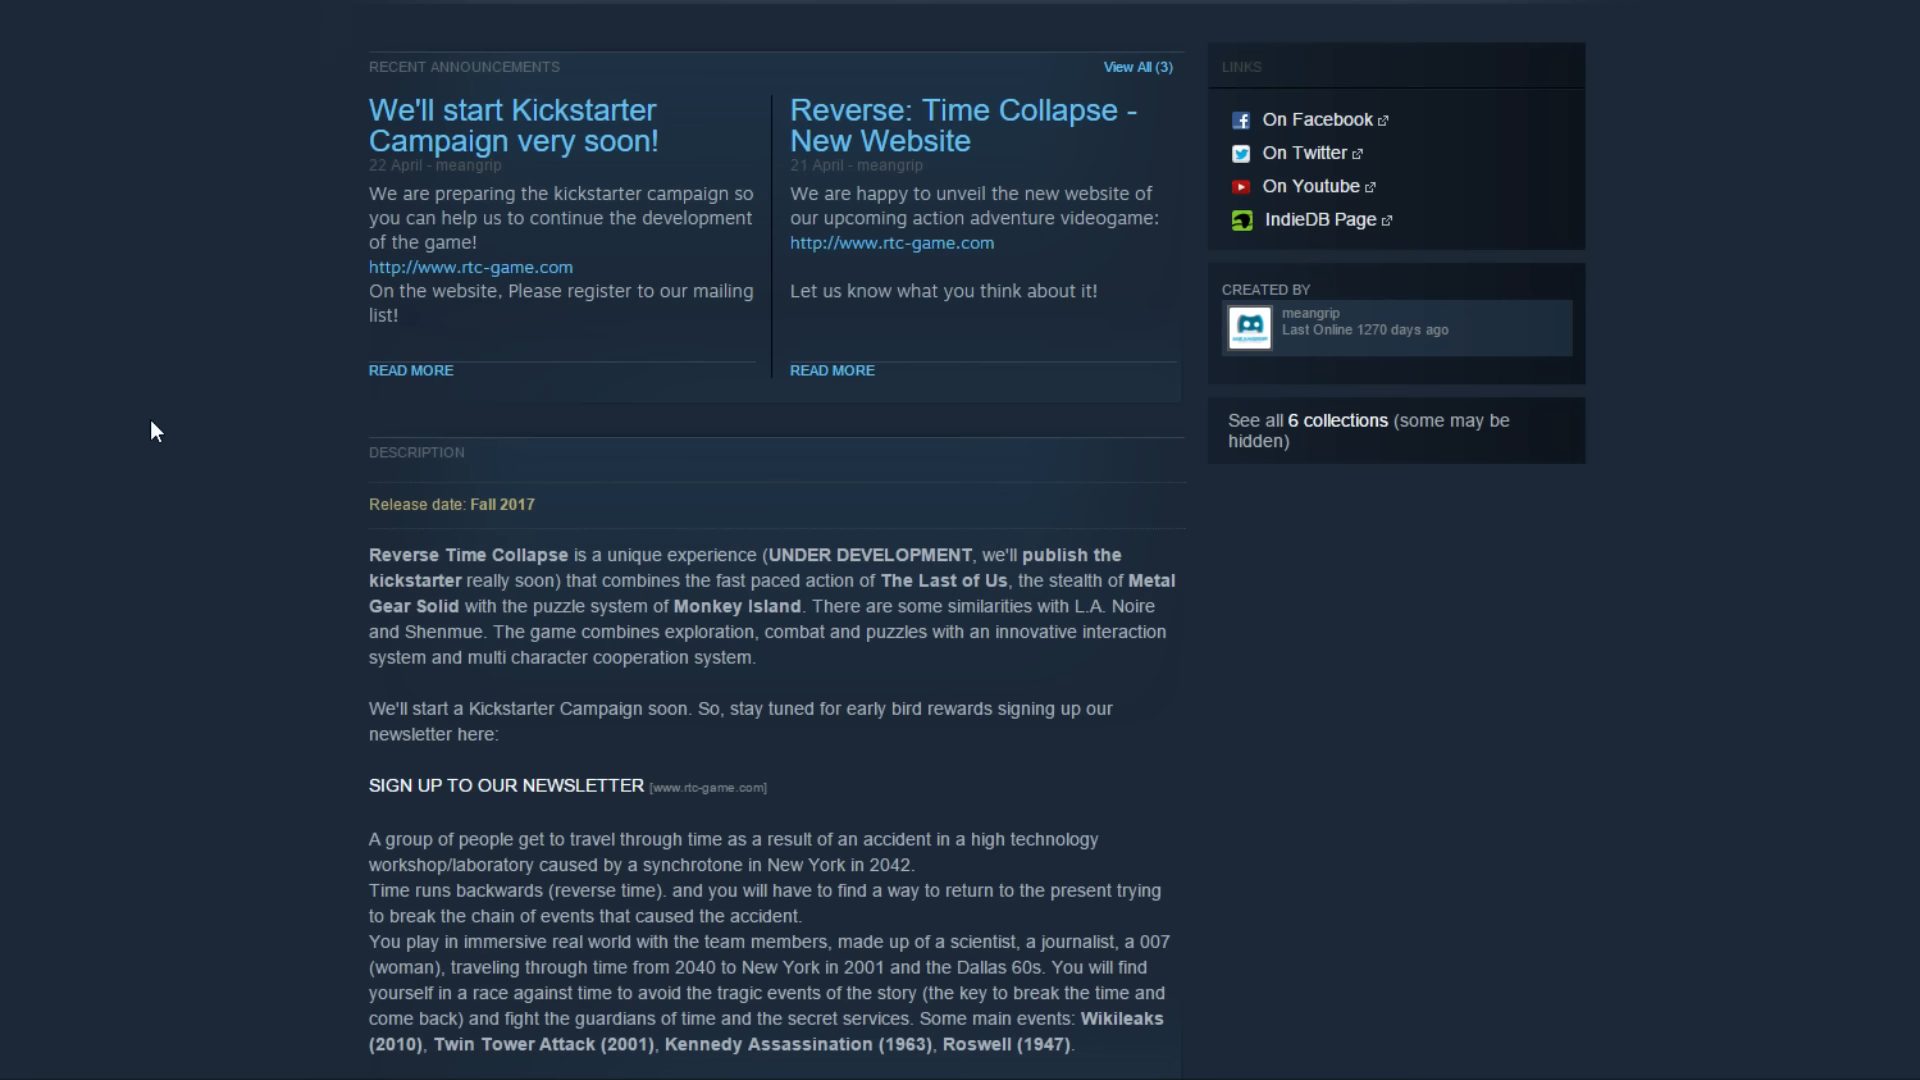 RECENT ANNOUNCEMENTS
View All (3)
We'll start Kickstarter
Campaign very soon!
22 April - meangrip
We are preparing the kickstarter campaign so
you can help us to continue the development
of the game!
http://www.rtc-game.com
On the website, Please register to our mailing
list!
READ MORE
Reverse: Time Collapse -
New Website
21 April - meangrip
We are happy to unveil the new website of
our upcoming action adventure videogame:
http://www.rtc-game.com
Let us know what you think about it!
READ MORE
DESCRIPTION
Release date: Fall 2017
Reverse Time Collapse is a unique experience (UNDER DEVELOPMENT, we'll publish the
kickstarter really soon) that combines the fast paced action of The Last of Us, the stealth of Metal
Gear Solid with the puzzle system of Monkey Island. There are some similarities with L.A. Noire
and Shenmue. The game combines exploration, combat and puzzles with an innovative interaction
system and multi character cooperation system.
We'll start a Kickstarter Campaign soon. So, stay tuned for early bird rewards signing up our
newsletter here:
SIGN UP TO OUR NEWSLETTER [www.rtc-game.com]
A group of people get to travel through time as a result of an accident in a high technology
workshop/laboratory caused by a synchrotone in New York in 2042.
Time runs backwards (reverse time). and you will have to find a way to return to the present trying
to break the chain of events that caused the accident.
You play in immersive real world with the team members, made up of a scientist, a journalist, a 007
(woman), traveling through time from 2040 to New York in 2001 and the Dallas 60s. You will find
yourself in a race against time to avoid the tragic events of the story (the key to break the time and
come back) and fight the guardians of time and the secret services. Some main events: Wikileaks
(2010), Twin Tower Attack (2001), Kennedy Assassination (1963), Roswell (1947).
LINKS
On Facebook
On Twitter
On Youtube
IndieDB Page
CREATED BY
meangrip
Last Online 1270 days ago
See all 6 collections (some may be
hidden)